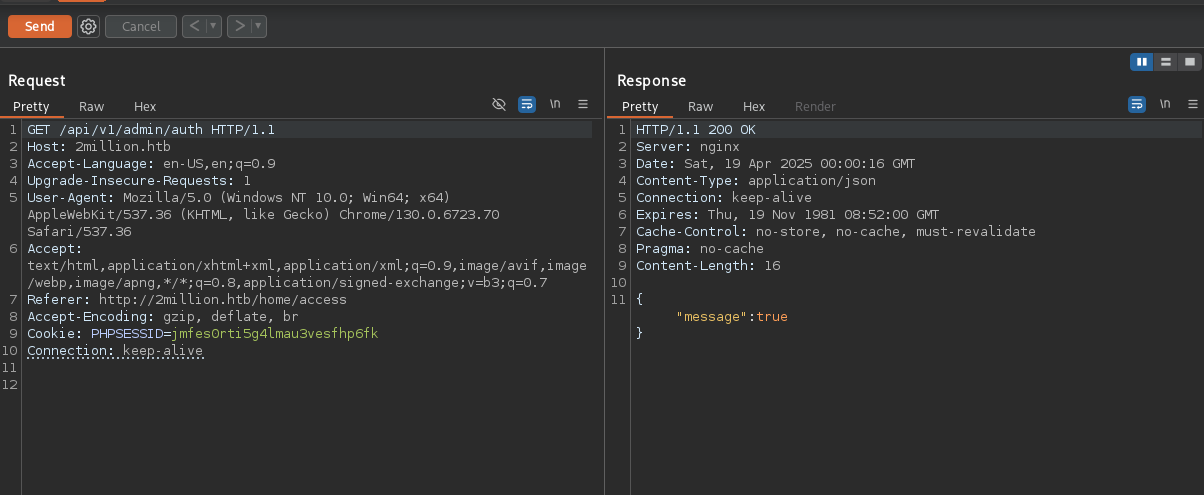 Send
Cancel
<
>
Request
Response
Pretty
Raw
Hex
\n
Pretty
Raw
Hex
Render
\n
1 GET /api/v1/admin/auth HTTP/1.1
2 Host: 2million.htb
3 Accept-Language: en-US,en;q=0.9
4 Upgrade-Insecure-Requests: 1
5 User-Agent: Mozilla/5.0 (Windows NT 10.0; Win64; x64)
AppleWebKit/537.36 (KHTML, like Gecko) Chrome/130.0.6723.70
Safari/537.36
6 Accept:
text/html,application/xhtml+xml,application/xml;q=0.9,image/avif,image
/webp,image/apng,*/*;q=0.8,application/signed-exchange;v=b3;q=0.7
7 Referer: http://2million.htb/home/access
8 Accept-Encoding: gzip, deflate, br
9 Cookie: PHPSESSID=jmfes0rti5g4lmau3vesfhp6fk
10 Connection: keep-alive
11
12
1 HTTP/1.1 200 OK
2 Server: nginx
3 Date: Sat, 19 Apr 2025 00:00:16 GMT
4 Content-Type: application/json
5 Connection: keep-alive
6 Expires: Thu, 19 Nov 1981 08:52:00 GMT
7 Cache-Control: no-store, no-cache, must-revalidate
8 Pragma: no-cache
9 Content-Length: 16
10
11 {
"message":true
}